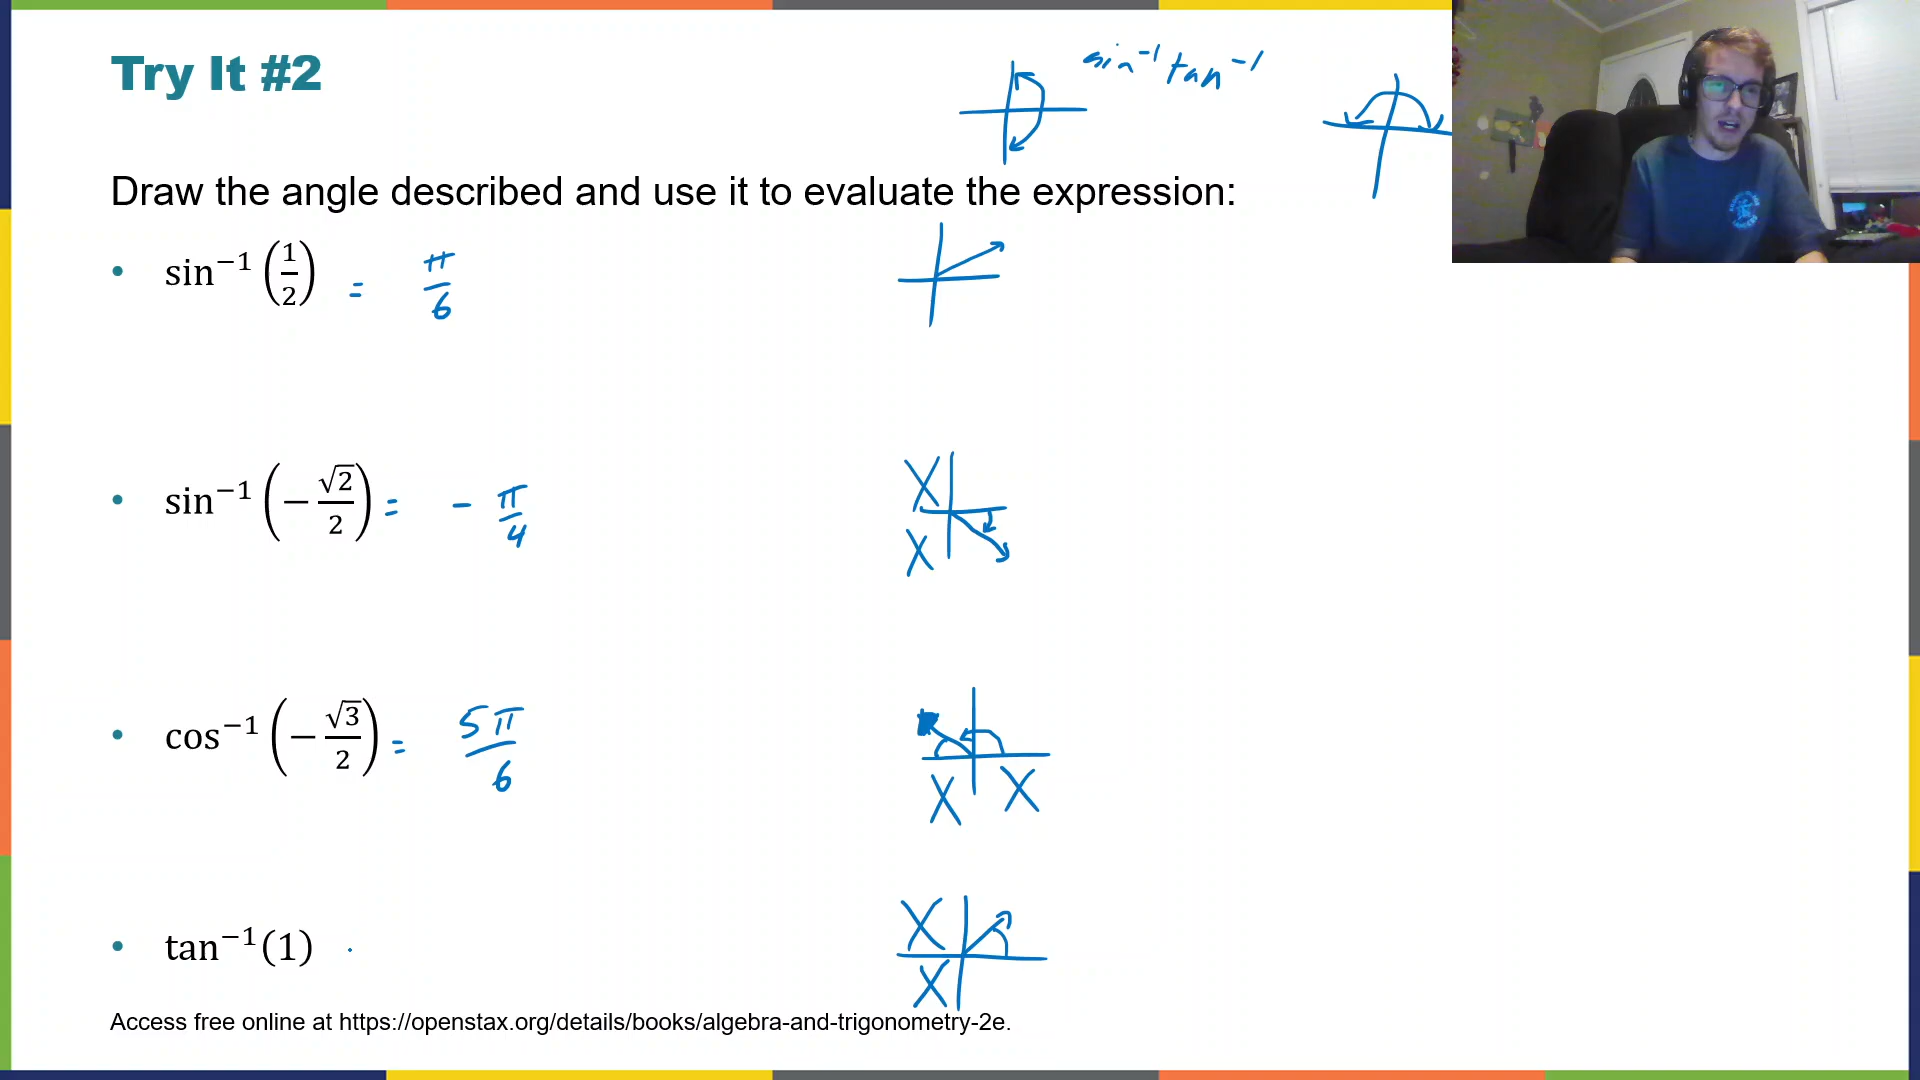 Try It #2
sin⁻¹ tan⁻¹
Draw the angle described and use it to evaluate the expression:
• sin⁻¹(1/2) = π/6
• sin⁻¹(−√2/2) = - π/4
• cos⁻¹(−√3/2) = 5π/6
• tan⁻¹(1)
Access free online at https://openstax.org/details/books/algebra-and-trigonometry-2e.